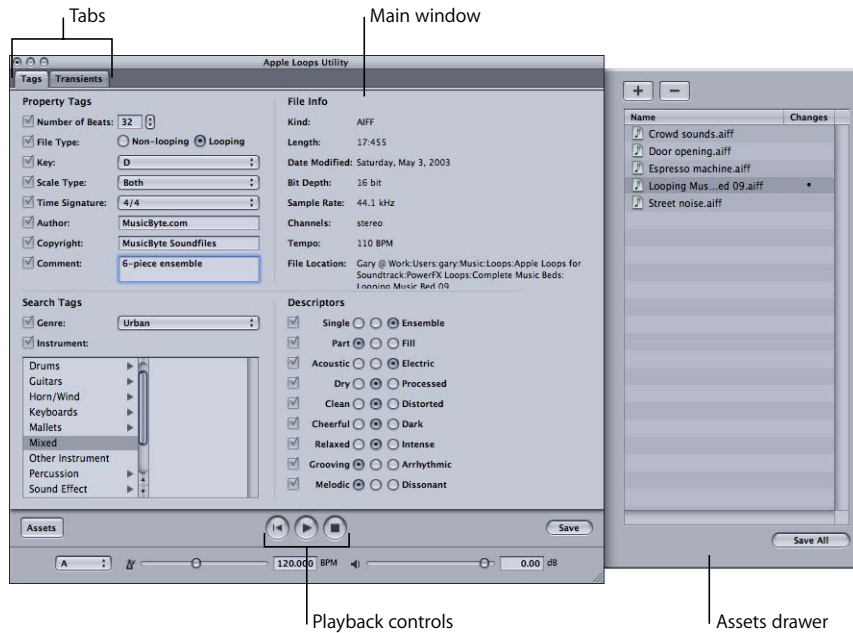 Tabs
Main window
Apple Loops Utility
Tags Transients
Property Tags
Number of Beats: 32
File Type: Non-looping Looping
Key: D
Scale Type: Both
Time Signature: 4/4
Author: MusicByte.com
Copyright: MusicByte Soundfiles
Comment: 6-piece ensemble
File Info
Kind: AIFF
Length: 17:455
Date Modified: Saturday, May 3, 2003
Bit Depth: 16 bit
Sample Rate: 44.1 kHz
Channels: stereo
Tempo: 110 BPM
File Location: Gary @ Work:Users:gary:Music:Loops:Apple Loops for
Soundtrack:PowerFX Loops:Complete Music Beds:
Looping Music Bed 09
Search Tags
Genre: Urban
Instrument:
Drums
Guitars
Horn/Wind
Keyboards
Mallets
Mixed
Other Instrument
Percussion
Sound Effect
Descriptors
Single Ensemble
Part Fill
Acoustic Electric
Dry Processed
Clean Distorted
Cheerful Dark
Relaxed Intense
Grooving Arrhythmic
Melodic Dissonant
Assets
Save
A
120.000 BPM
0.00 dB
Name Changes
Crowd sounds.aiff
Door opening.aiff
Espresso machine.aiff
Looping Mus...ed 09.aiff •
Street noise.aiff
Save All
Playback controls
Assets drawer